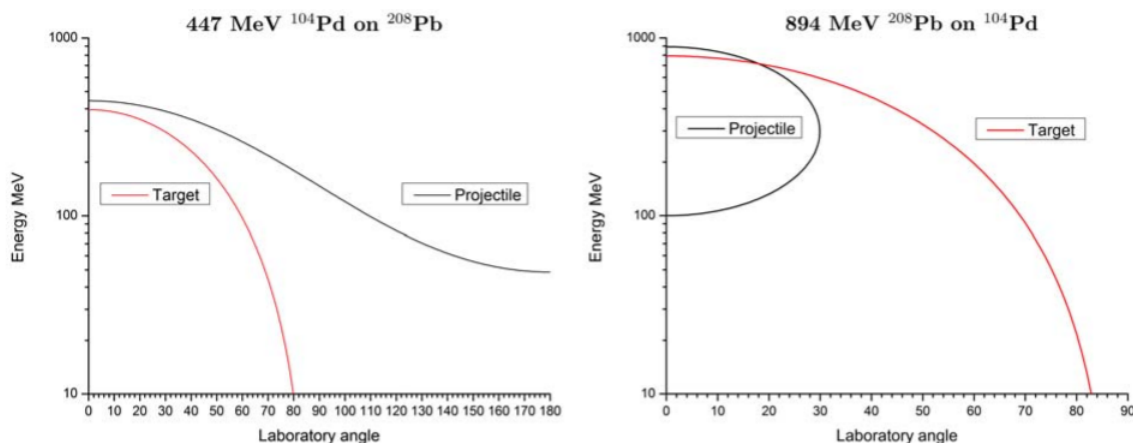 447 MeV ¹⁰⁴Pd on ²⁰⁸Pb
1000
100
10
Energy MeV
Target
Projectile
0 10 20 30 40 50 60 70 80 90 100 110 120 130 140 150 160 170 180
Laboratory angle
894 MeV ²⁰⁸Pb on ¹⁰⁴Pd
1000
100
10
Energy MeV
Projectile
Target
0 10 20 30 40 50 60 70 80 90
Laboratory angle